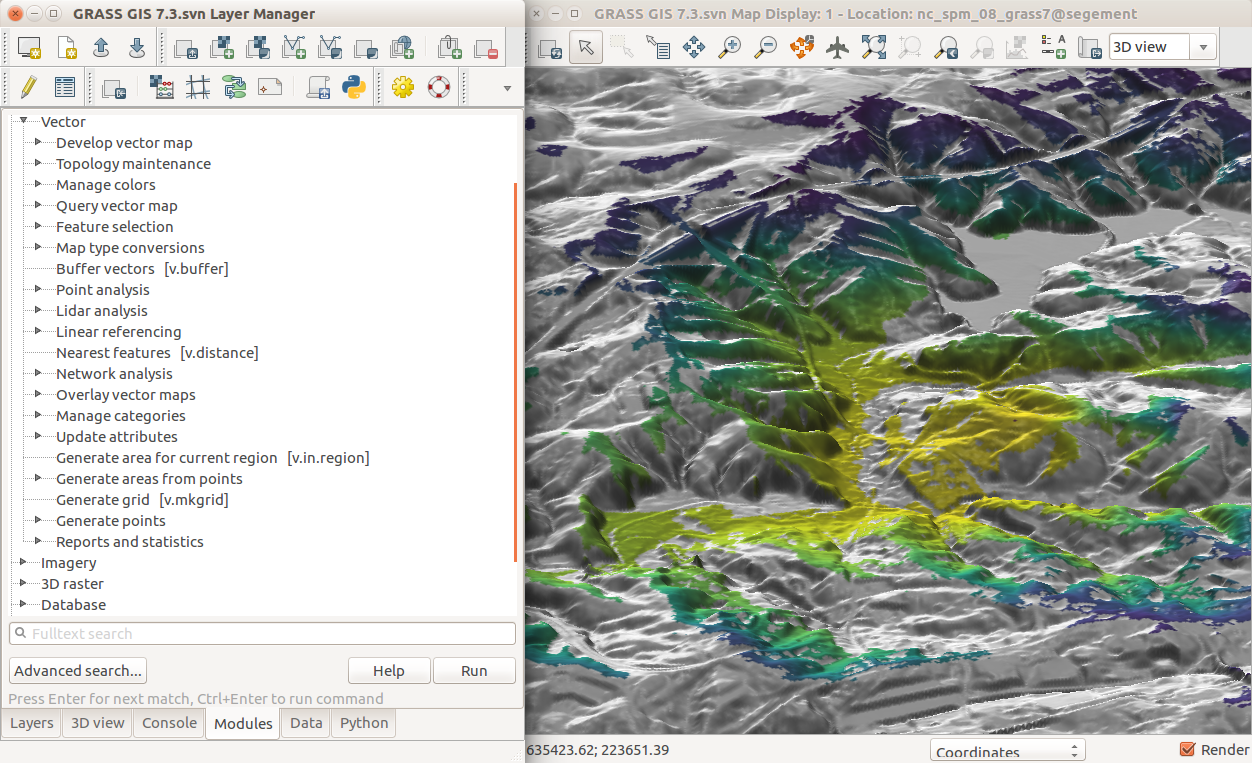 GRASS GIS 7.3.svn Layer Manager
GRASS GIS 7.3.svn Map Display: 1 - Location: nc_spm_08_grass7@segement
3D view
Vector
Develop vector map
Topology maintenance
Manage colors
Query vector map
Feature selection
Map type conversions
Buffer vectors [v.buffer]
Point analysis
Lidar analysis
Linear referencing
Nearest features [v.distance]
Network analysis
Overlay vector maps
Manage categories
Update attributes
Generate area for current region [v.in.region]
Generate areas from points
Generate grid [v.mkgrid]
Generate points
Reports and statistics
Imagery
3D raster
Database
Fulltext search
Advanced search...
Help
Run
Press Enter for next match, Ctrl+Enter to run command
Layers
3D view
Console
Modules
Data
Python
635423.62; 223651.39
Coordinates
Render